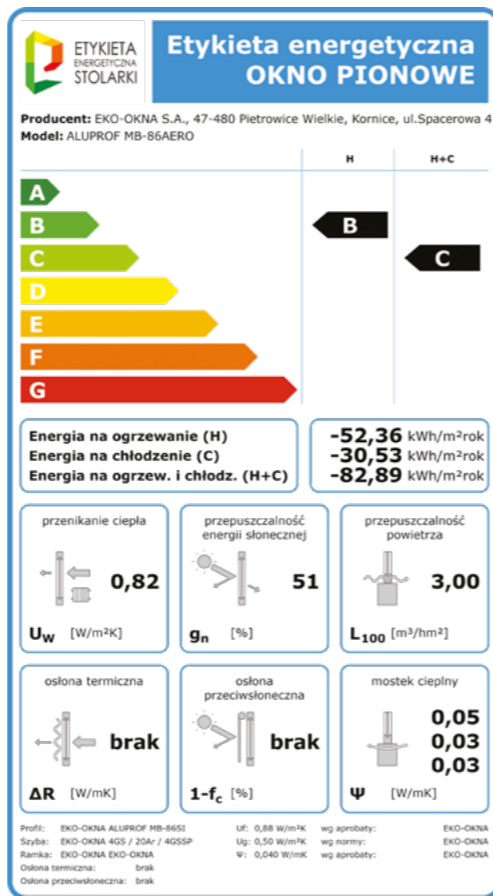 ETYKIETA
ENERGETYCZNA
STOLARKI
Etykieta energetyczna
OKNO PIONOWE
Producent: EKO-OKNA S.A., 47-480 Pietrowice Wielkie, Kornice, ul.Spacerowa 4
Model: ALUPROF MB-86AERO
H H+C
A
B B
C C
D
E
F
G
Energia na ogrzewanie (H) -52,36 kWh/m²rok
Energia na chłodzenie (C) -30,53 kWh/m²rok
Energia na ogrzew. i chłodz. (H+C) -82,89 kWh/m²rok
przenikanie ciepła
0,82
Uw [W/m²K]
przepuszczalność
energii słonecznej
51
gn [%]
przepuszczalność
powietrza
3,00
L100 [m³/hm²]
osłona termiczna
brak
ΔR [W/mK]
osłona
przeciwsłoneczna
brak
1-fc [%]
mostek cieplny
0,05
0,03
0,03
Ψ [W/mK]
Profil: EKO-OKNA ALUPROF MB-86SI Uf: 0,88 W/m²K wg aprobaty: EKO-OKNA
Szyba: EKO-OKNA 4GS / 20Ar / 4GSSP Ug: 0,50 W/m²K wg normy: EKO-OKNA
Ramka: EKO-OKNA EKO-OKNA Ψ: 0,040 W/mK wg aprobaty: EKO-OKNA
Osłona termiczna: brak
Osłona przeciwsłoneczna: brak